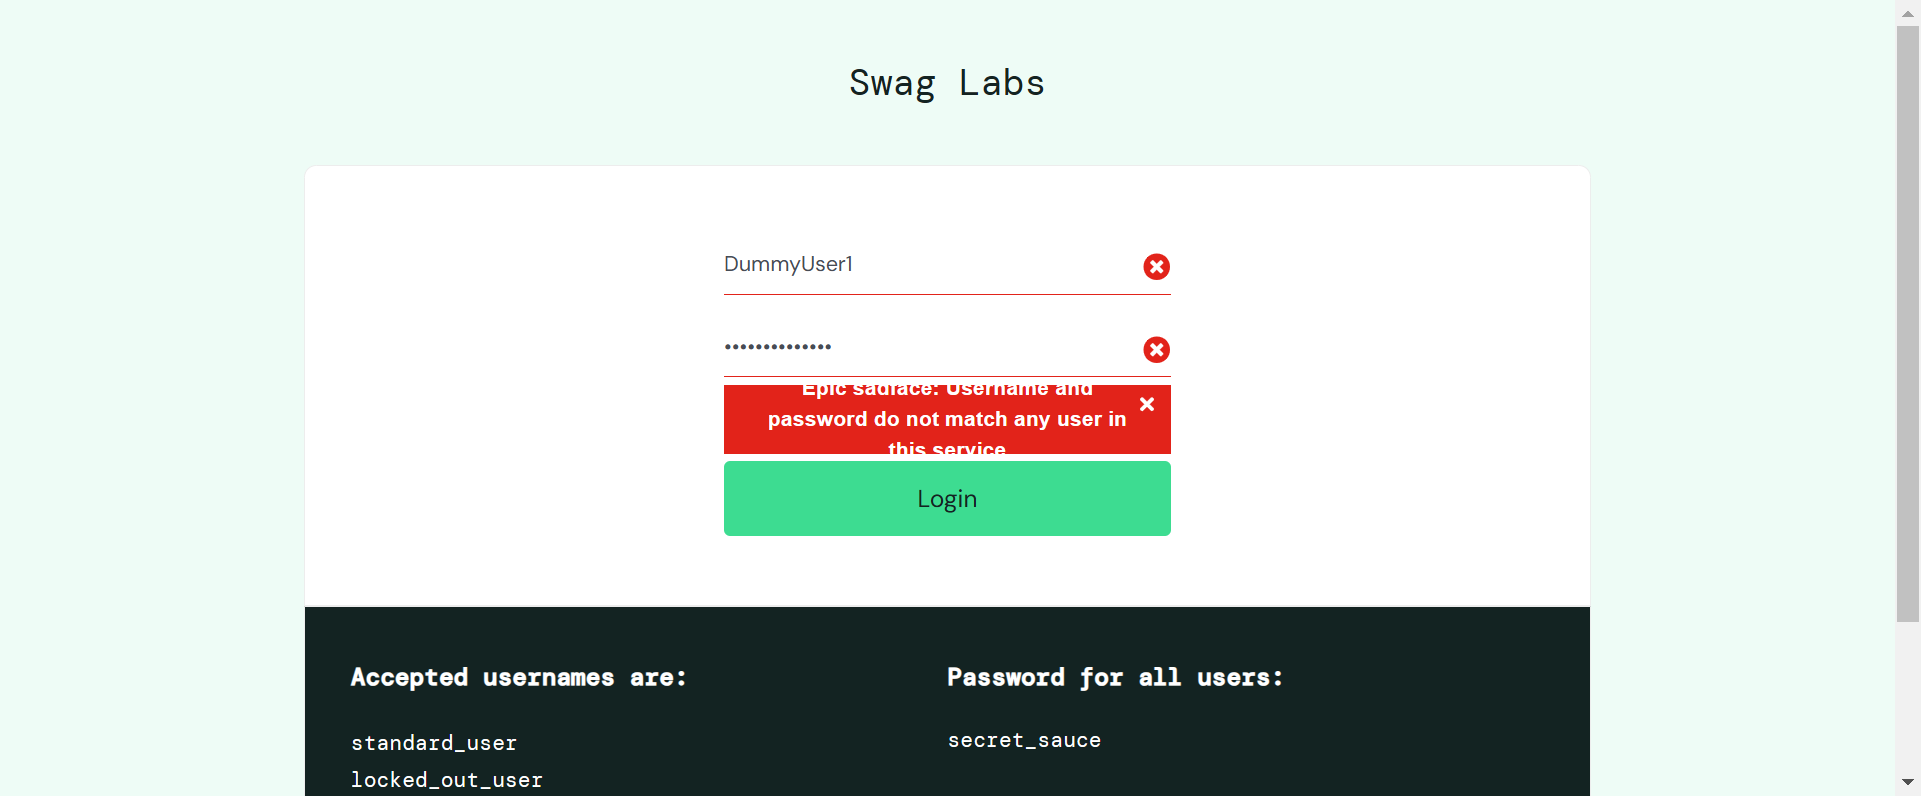 Swag Labs
DummyUser1
••••••••••••••
Epic sadface: Username and
password do not match any user in
this service
Login
Accepted usernames are:
Password for all users:
standard_user
secret_sauce
locked_out_user